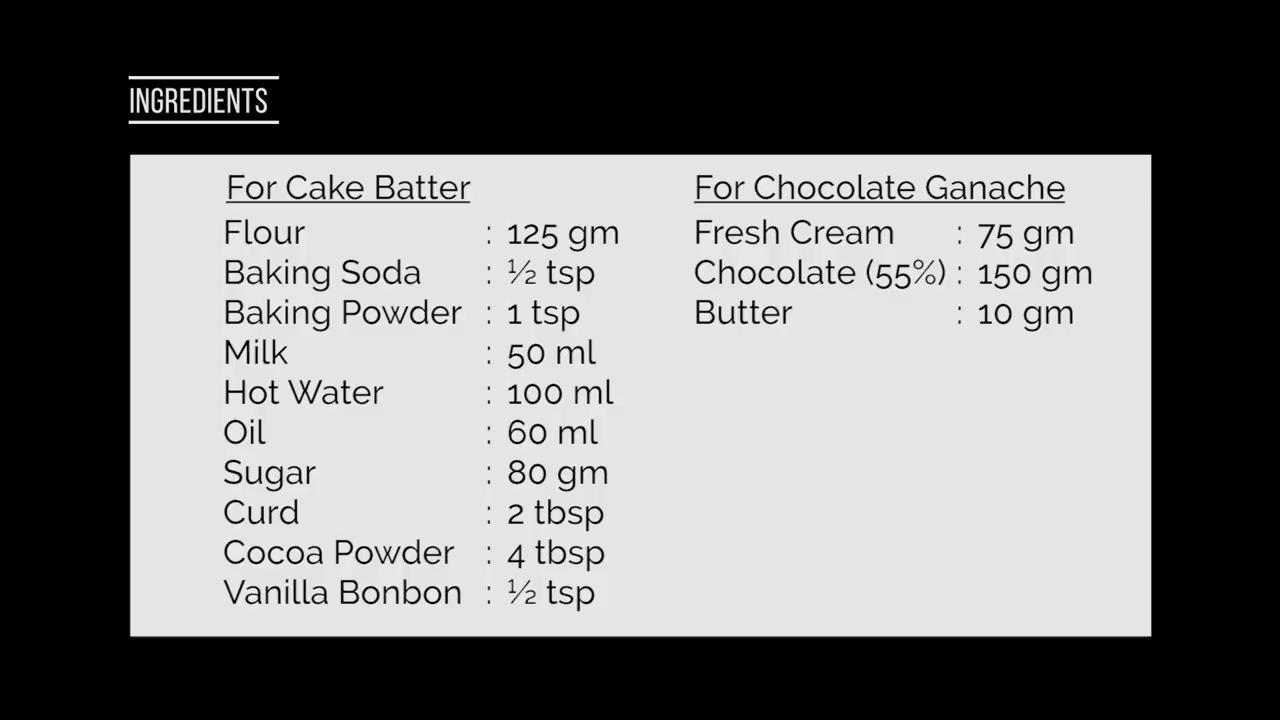 INGREDIENTS
For Cake Batter
Flour : 125 gm
Baking Soda : ½ tsp
Baking Powder : 1 tsp
Milk : 50 ml
Hot Water : 100 ml
Oil : 60 ml
Sugar : 80 gm
Curd : 2 tbsp
Cocoa Powder : 4 tbsp
Vanilla Bonbon : ½ tsp
For Chocolate Ganache
Fresh Cream : 75 gm
Chocolate (55%) : 150 gm
Butter : 10 gm